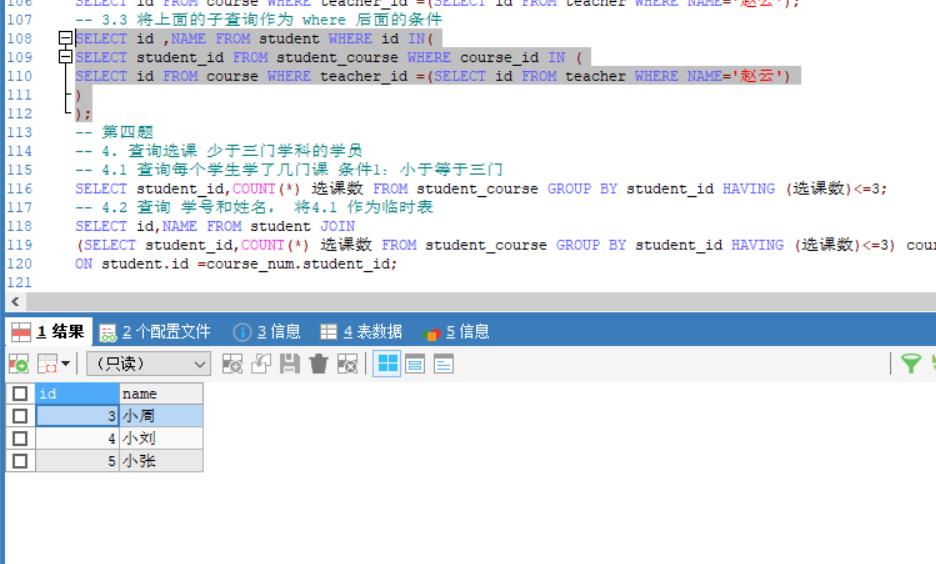 106 SELECT id FROM course WHERE teacher_id =(SELECT id FROM teacher WHERE NAME='赵云');
107 -- 3.3 将上面的子查询作为 where 后面的条件
108 SELECT id ,NAME FROM student WHERE id IN(
109 SELECT student_id FROM student_course WHERE course_id IN (
110 SELECT id FROM course WHERE teacher_id =(SELECT id FROM teacher WHERE NAME='赵云')
111 )
112 );
113 -- 第四题
114 -- 4. 查询选课 少于三门学科的学员
115 -- 4.1 查询每个学生学了几门课 条件1: 小于等于三门
116 SELECT student_id,COUNT(*) 选课数 FROM student_course GROUP BY student_id HAVING (选课数)<=3;
117 -- 4.2 查询 学号和姓名, 将4.1 作为临时表
118 SELECT id,NAME FROM student JOIN
119 (SELECT student_id,COUNT(*) 选课数 FROM student_course GROUP BY student_id HAVING (选课数)<=3) cour
120 ON student.id =course_num.student_id;
121
1 结果 2 个配置文件 3 信息 4 表数据 5 信息
(只读)
id name
3 小周
4 小刘
5 小张